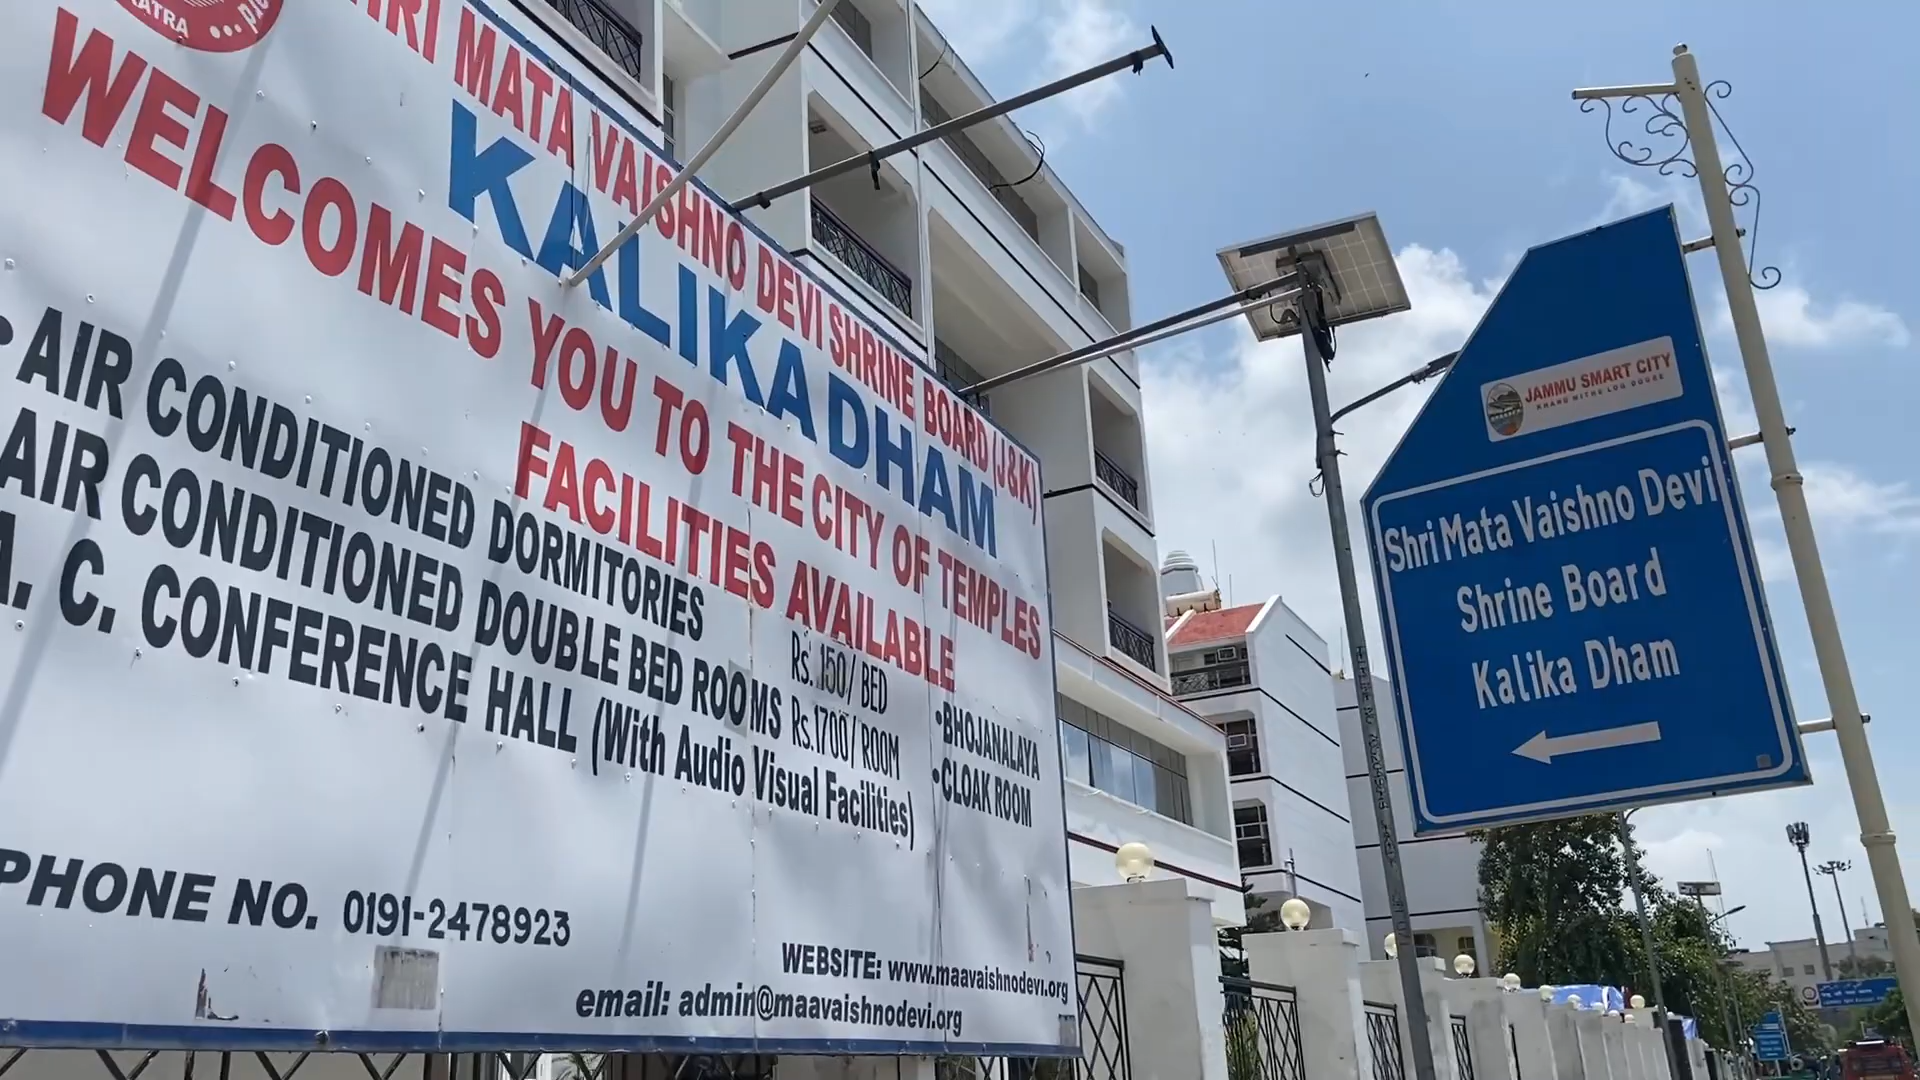 SHRI MATA VAISHNO DEVI SHRINE BOARD (J&K)
KALIKA DHAM
WELCOMES YOU TO THE CITY OF TEMPLES
FACILITIES AVAILABLE
• AIR CONDITIONED DORMITORIES Rs. 150/ BED
AIR CONDITIONED DOUBLE BED ROOMS Rs.1700/ ROOM
A. C. CONFERENCE HALL (With Audio Visual Facilities)
•BHOJANALAYA
•CLOAK ROOM
PHONE NO. 0191-2478923
WEBSITE: www.maavaishnodevi.org
email: admin@maavaishnodevi.org
JAMMU SMART CITY
Shri Mata Vaishno Devi
Shrine Board
Kalika Dham